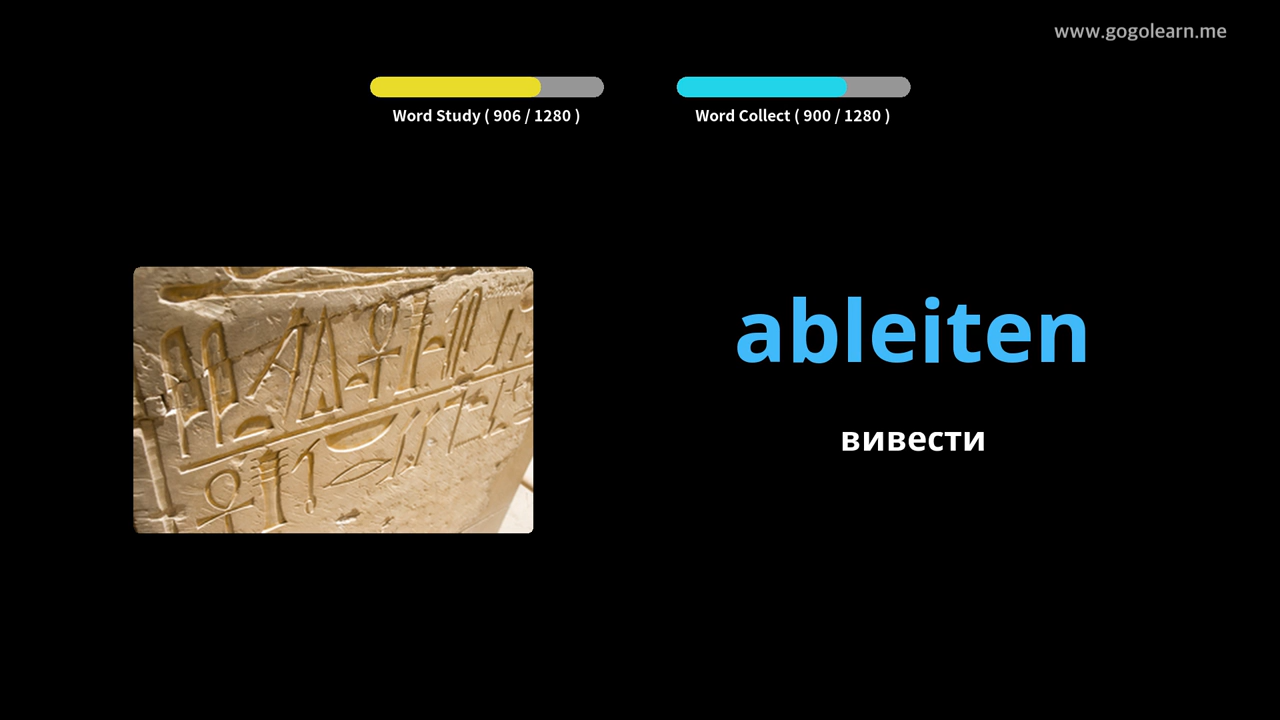 www.gogolearn.me
Word Study ( 906 / 1280 )
Word Collect ( 900 / 1280 )
ableiten
вивести